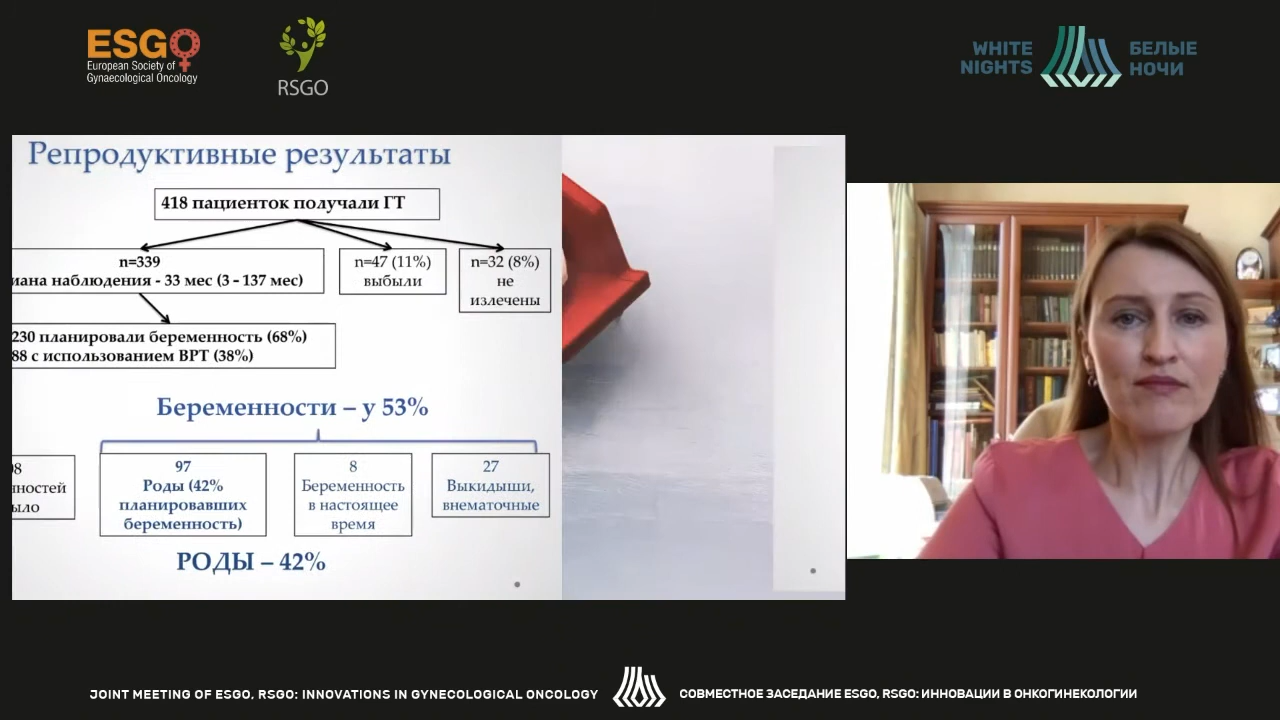 ESGO
European Society of
Gynaecological Oncology
RSGO
WHITE
NIGHTS
БЕЛЫЕ
НОЧИ
Репродуктивные результаты
418 пациенток получали ГТ
n=339
иана наблюдения - 33 мес (3 - 137 мес)
n=47 (11%)
выбыли
n=32 (8%)
не
излечены
230 планировали беременность (68%)
88 с использованием ВРТ (38%)
Беременности – у 53%
8
нностей
ыло
97
Роды (42%
планировавших
беременность)
8
Беременность
в настоящее
время
27
Выкидыши,
внематочные
РОДЫ – 42%
JOINT MEETING OF ESGO, RSGO: INNOVATIONS IN GYNECOLOGICAL ONCOLOGY
СОВМЕСТНОЕ ЗАСЕДАНИЕ ESGO, RSGO: ИННОВАЦИИ В ОНКОГИНЕКОЛОГИИ